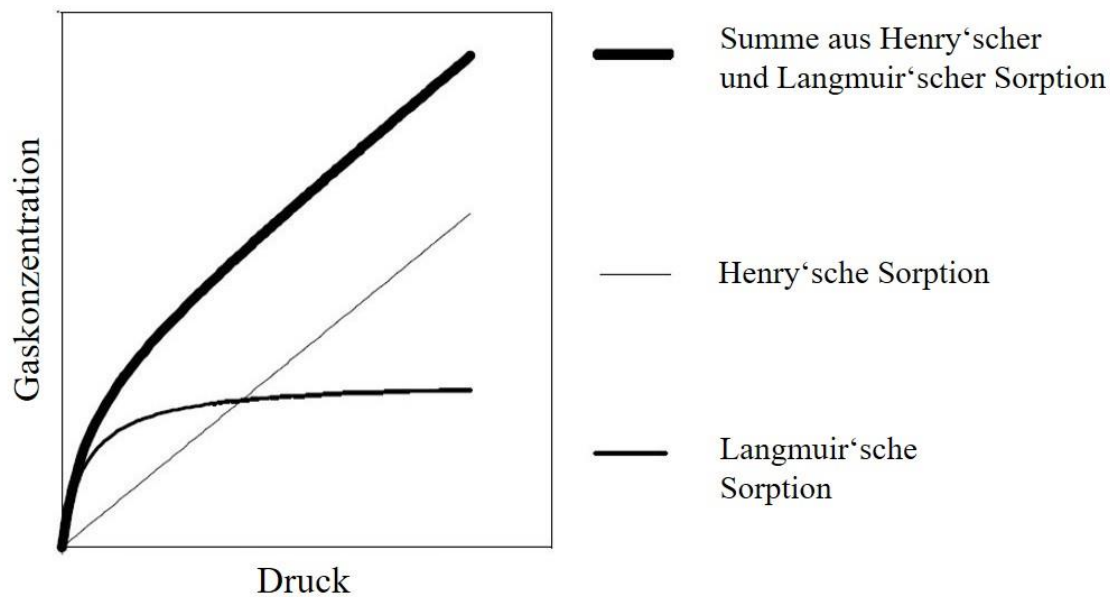 Gaskonzentration
Druck
Summe aus Henry‘scher
und Langmuir‘scher Sorption
Henry‘sche Sorption
Langmuir‘sche
Sorption